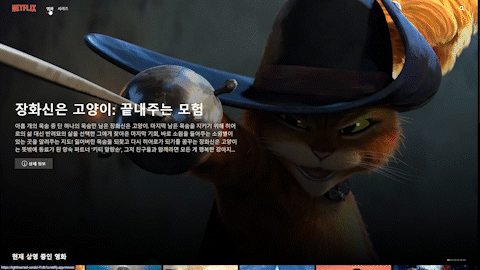 NETFLIX
영화 시리즈
장화신은 고양이: 끝내주는 모험
아홉 개의 목숨 중 단 하나의 목숨만 남은 장화신은 고양이. 마지막 남은 목숨을 지키기 위해 히어
로의 삶 대신 반려묘의 삶을 선택한 그에게 찾아온 마지막 기회, 바로 소원을 들어주는 소원별이
있는 곳을 알려주는 지도! 잃어버린 목숨을 되찾고 다시 히어로가 되기를 꿈꾸는 장화신은 고양이
는 뜻밖에 동료가 된 앙숙 파트너 ‘키티 말랑손’, 그저 친구들과 함께라면 모든 게 행복한 강아지...
상세 정보
현재 상영 중인 영화